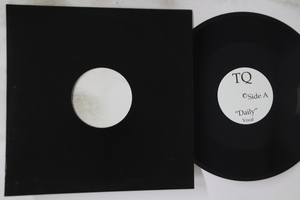 TQ
Side A
"Daily"
Vocal